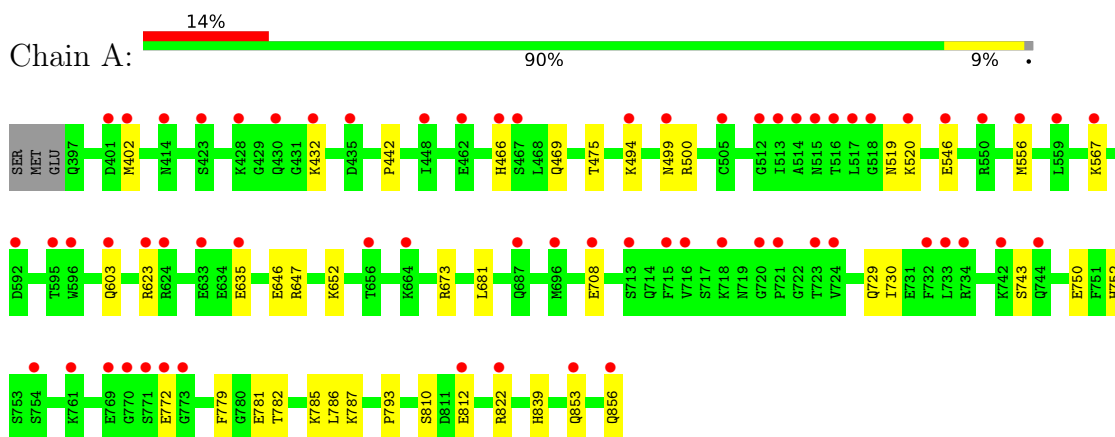 14%
Chain A:
90% 9% •
SER MET GLU Q397 D401 M402 N414 S423 K428 G429 Q430 G431 K432 D435 P442 I448 E462 H466 S467 L468 Q469 T475 K494 N499 R500 C505 G512 I513 A514 N515 T516 L517 G518 N519 K520 E546 R550 M556 L559 K567
D592 T595 W596 Q603 R623 R624 E633 E634 E635 E646 R647 K652 T656 K664 R673 L681 Q687 M696 E708 S713 Q714 F715 V716 S717 K718 N719 G720 P721 G722 T723 V724 Q729 I730 E731 F732 L733 R734 K742 S743 Q744 E750 F751 H752
S753 S754 K761 E769 G770 S771 E772 G773 F779 G780 E781 T782 K785 L786 K787 P793 S810 D811 E812 R822 H839 Q853 Q856